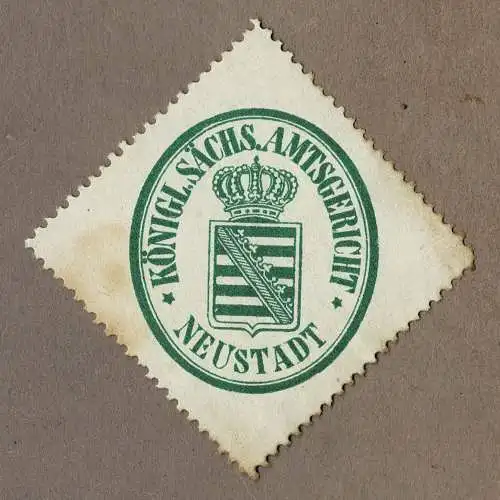 KÖNIGL. SÄCHS. AMTSGERICHT
NEUSTADT